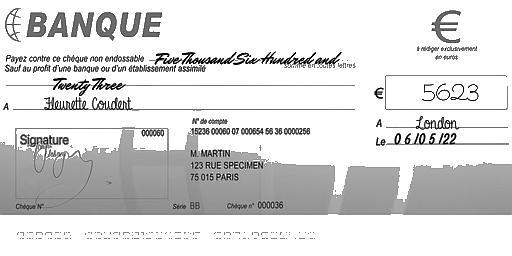 BANQUE
€
à rédiger exclusivement
en euros
Payez contre ce chèque non endossable Five Thousand Six Hundred and
somme en toutes lettres
Sauf au profit d'une banque ou d'un établissement assimilé
Twenty Three
€ 5623
A Fleurette Coudert
A London
Le 06/05/22
Signature
000060
N° de compte
15236 00060 07 000654 56 36 0000256
M. MARTIN
123 RUE SPECIMEN
75 015 PARIS
Chèque N° Série BB Chèque n° 000036